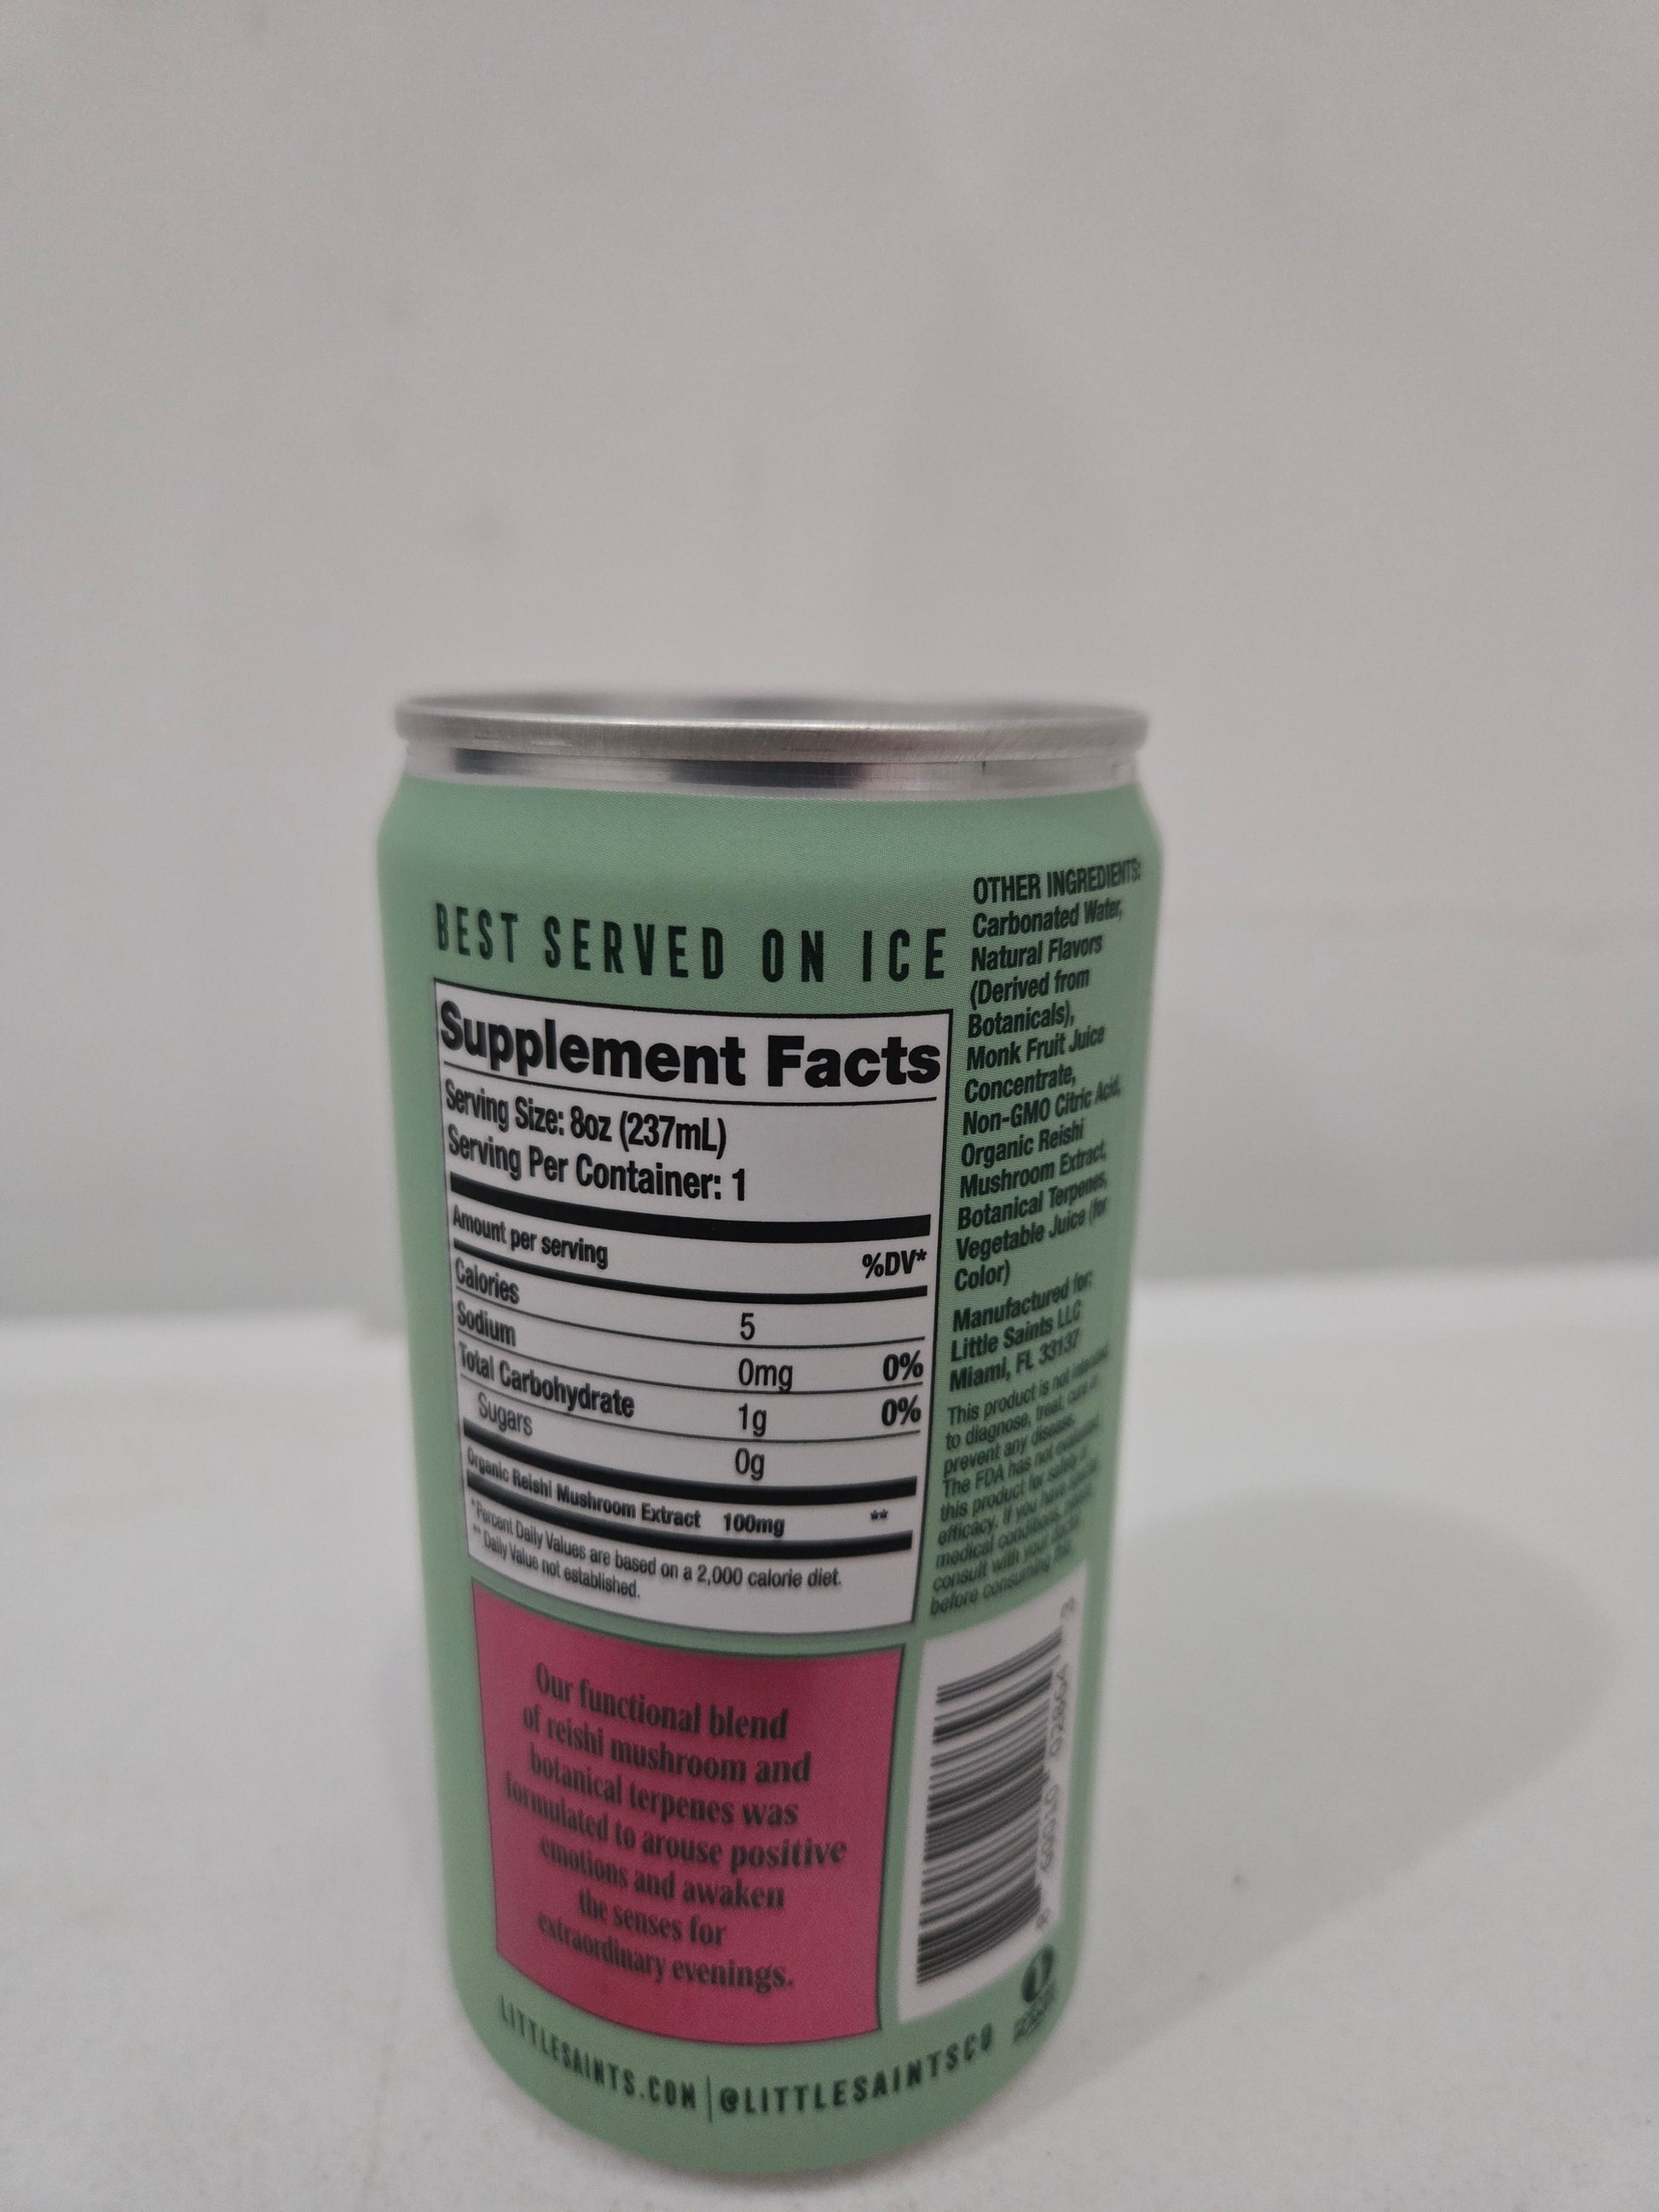 BEST SERVED ON ICE
Supplement Facts
Serving Size: 8oz (237mL)
Serving Per Container: 1
Amount per serving %DV*
Calories 5
Sodium 0mg 0%
Total Carbohydrate 1g 0%
Sugars 0g
Organic Reishi Mushroom Extract 100mg **
*Percent Daily Values are based on a 2,000 calorie diet.
** Daily Value not established.
Our functional blend
of reishi mushroom and
botanical terpenes was
formulated to arouse positive
emotions and awaken
the senses for
extraordinary evenings.
OTHER INGREDIENTS:
Carbonated Water,
Natural Flavors
(Derived from
Botanicals),
Monk Fruit Juice
Concentrate,
Non-GMO Citric Acid,
Organic Reishi
Mushroom Extract,
Botanical Terpenes,
Vegetable Juice (for
Color)
Manufactured for:
Little Saints LLC
Miami, FL 33137
This product is not intended
to diagnose, treat, cure or
prevent any disease.
The FDA has not evaluated
this product for safety or
efficacy. If you have
medical conditions, please
consult with your doctor
before consuming this.
LITTLESAINTS.COM | @LITTLESAINTSCO